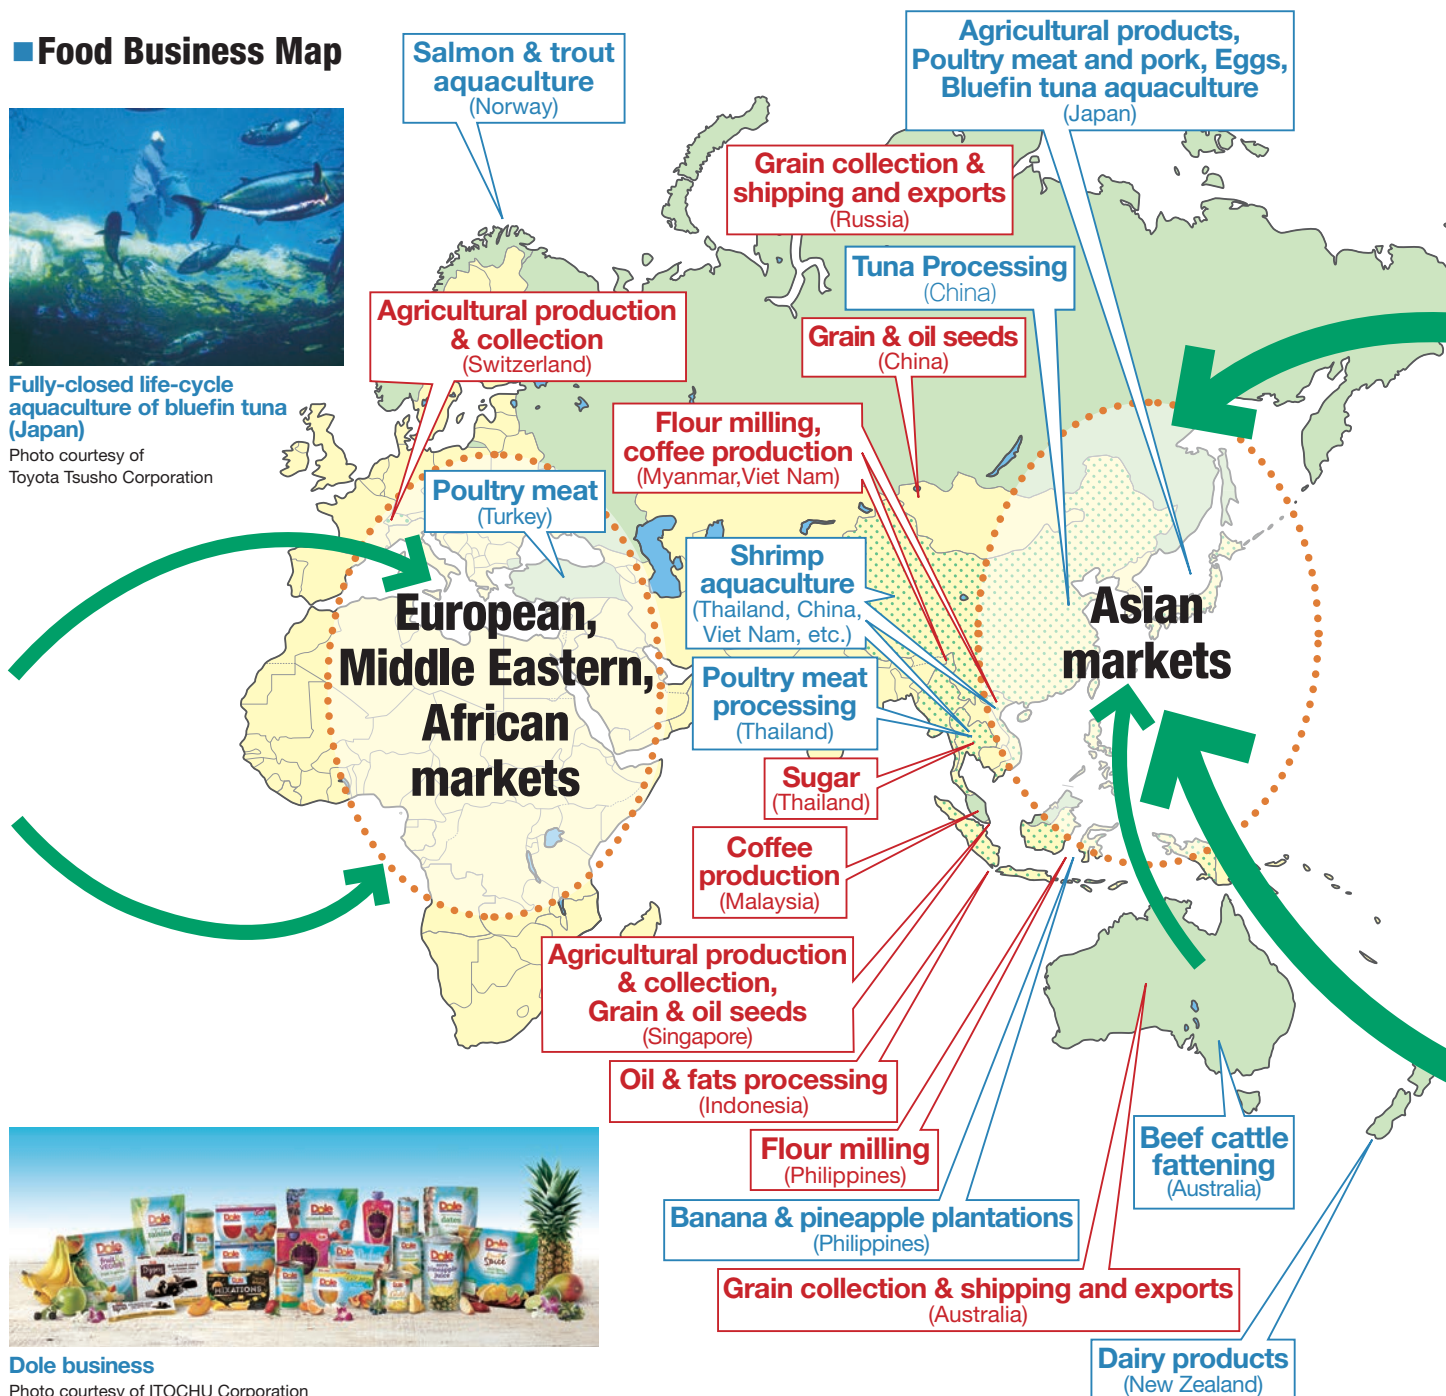 ■Food Business Map
Salmon & trout
aquaculture
(Norway)
Agricultural products,
Poultry meat and pork, Eggs,
Bluefin tuna aquaculture
(Japan)
Grain collection &
shipping and exports
(Russia)
Tuna Processing
(China)
Agricultural production
& collection
(Switzerland)
Grain & oil seeds
(China)
Fully-closed life-cycle
aquaculture of bluefin tuna
(Japan)
Photo courtesy of
Toyota Tsusho Corporation
Flour milling,
coffee production
(Myanmar,Viet Nam)
Poultry meat
(Turkey)
Shrimp
aquaculture
(Thailand, China,
Viet Nam, etc.)
European,
Middle Eastern,
African
markets
Asian
markets
Poultry meat
processing
(Thailand)
Sugar
(Thailand)
Coffee
production
(Malaysia)
Agricultural production
& collection,
Grain & oil seeds
(Singapore)
Oil & fats processing
(Indonesia)
Flour milling
(Philippines)
Beef cattle
fattening
(Australia)
Banana & pineapple plantations
(Philippines)
Grain collection & shipping and exports
(Australia)
Dairy products
(New Zealand)
Dole
Dole
Dole
Dole
Dole
MIXATIONS
Dole business
Photo courtesy of ITOCHU Corporation